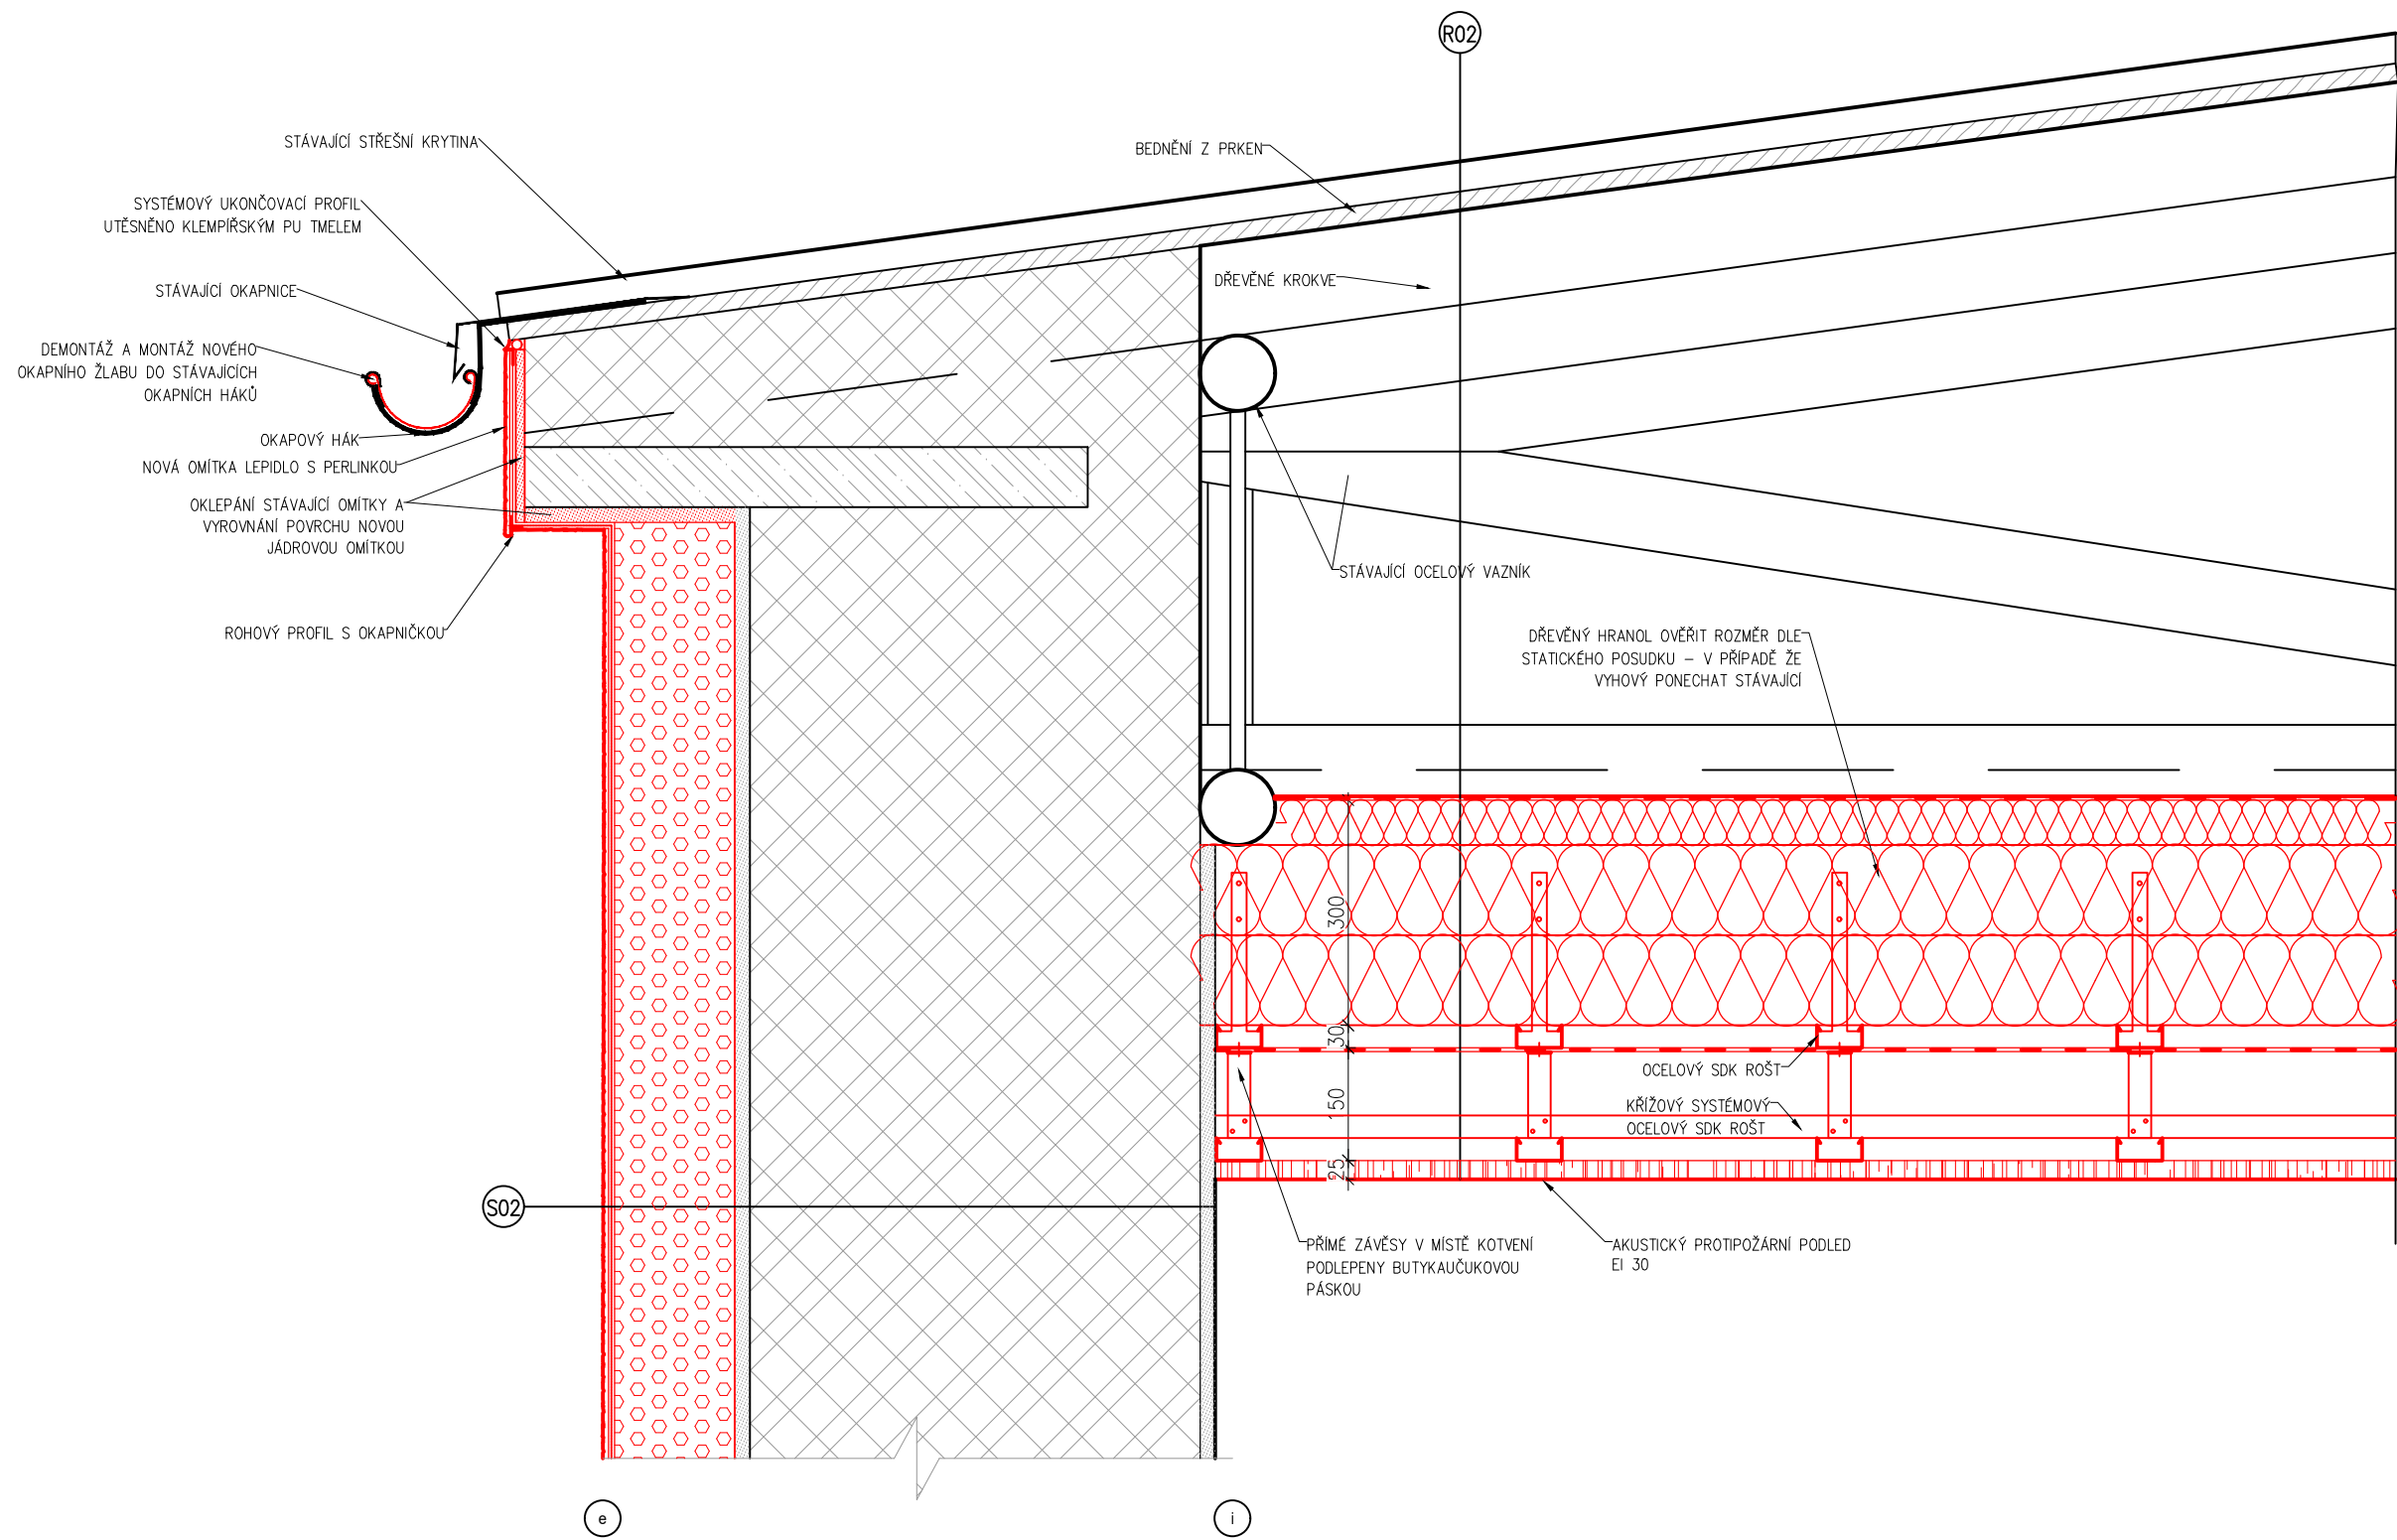 R02
STÁVAJÍCÍ STŘEŠNÍ KRYTINA
BEDNĚNÍ Z PRKEN
SYSTÉMOVÝ UKONČOVACÍ PROFIL
UTĚSNĚNO KLEMPÍŘSKÝM PU TMELEM
STÁVAJÍCÍ OKAPNICE
DŘEVĚNÉ KROKVE
DEMONTÁŽ A MONTÁŽ NOVÉHO
OKAPNÍHO ŽLABU DO STÁVAJÍCÍCH
OKAPNÍCH HÁKŮ
OKAPOVÝ HÁK
NOVÁ OMÍTKA LEPIDLO S PERLINKOU
OKLEPÁNÍ STÁVAJÍCÍ OMÍTKY A
VYROVNÁNÍ POVRCHU NOVOU
JÁDROVOU OMÍTKOU
STÁVAJÍCÍ OCELOVÝ VAZNÍK
ROHOVÝ PROFIL S OKAPNIČKOU
DŘEVĚNÝ HRANOL OVĚŘIT ROZMĚR DLE
STATICKÉHO POSUDKU – V PŘÍPADĚ ŽE
VYHOVÝ PONECHAT STÁVAJÍCÍ
300
30
OCELOVÝ SDK ROŠT
150
KŘÍŽOVÝ SYSTÉMOVÝ
OCELOVÝ SDK ROŠT
25
S02
PŘÍMÉ ZÁVĚSY V MÍSTĚ KOTVENÍ
PODLEPENY BUTYKAUČUKOVOU
PÁSKOU
AKUSTICKÝ PROTIPOŽÁRNÍ PODLED
EI 30
e
i